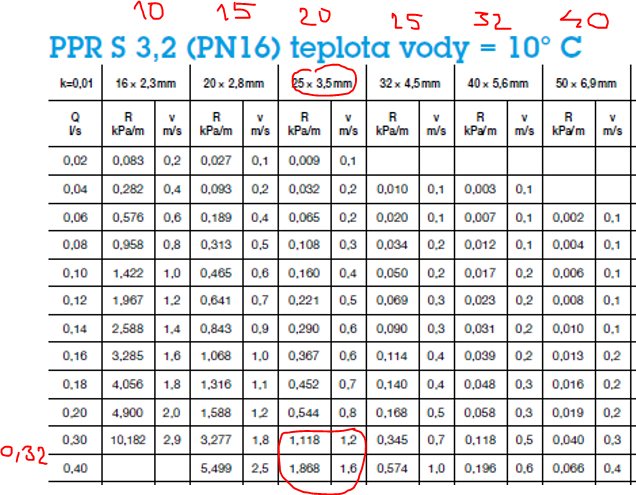 10 15 20 25 32 40
PPR S 3,2 (PN16) teplota vody = 10° C
k=0,01 16 x 2,3mm 20 x 2,8mm 25 x 3,5mm 32 x 4,5mm 40 x 5,6mm 50 x 6,9mm
Q R v R v R v R v R v R v
l/s kPa/m m/s kPa/m m/s kPa/m m/s kPa/m m/s kPa/m m/s kPa/m m/s
0,02 0,083 0,2 0,027 0,1 0,009 0,1
0,04 0,282 0,4 0,093 0,2 0,032 0,2 0,010 0,1 0,003 0,1
0,06 0,576 0,6 0,189 0,4 0,065 0,2 0,020 0,1 0,007 0,1 0,002 0,1
0,08 0,958 0,8 0,313 0,5 0,108 0,3 0,034 0,2 0,012 0,1 0,004 0,1
0,10 1,422 1,0 0,465 0,6 0,160 0,4 0,050 0,2 0,017 0,2 0,006 0,1
0,12 1,967 1,2 0,641 0,7 0,221 0,5 0,069 0,3 0,023 0,2 0,008 0,1
0,14 2,588 1,4 0,843 0,9 0,290 0,6 0,090 0,3 0,031 0,2 0,010 0,1
0,16 3,285 1,6 1,068 1,0 0,367 0,6 0,114 0,4 0,039 0,2 0,013 0,2
0,18 4,056 1,8 1,316 1,1 0,452 0,7 0,140 0,4 0,048 0,3 0,016 0,2
0,20 4,900 2,0 1,588 1,2 0,544 0,8 0,168 0,5 0,058 0,3 0,019 0,2
0,30 10,182 2,9 3,277 1,8 1,118 1,2 0,345 0,7 0,118 0,5 0,040 0,3
0,32
0,40 5,499 2,5 1,868 1,6 0,574 1,0 0,196 0,6 0,066 0,4